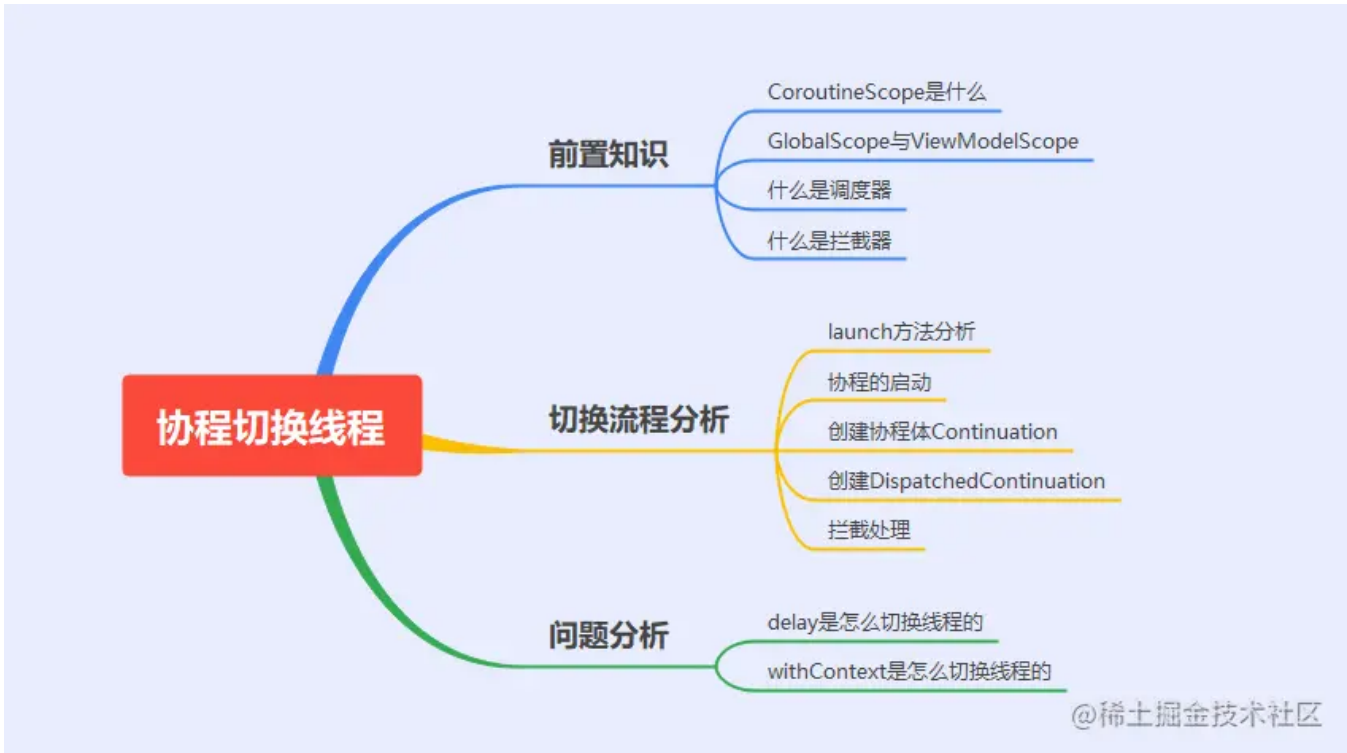 协程切换线程
前置知识
CoroutineScope是什么
GlobalScope与ViewModelScope
什么是调度器
什么是拦截器
切换流程分析
launch方法分析
协程的启动
创建协程体Continuation
创建DispatchedContinuation
拦截处理
问题分析
delay是怎么切换线程的
withContext是怎么切换线程的
@稀土掘金技术社区